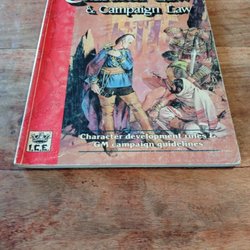 & Campaign Law
Character development rules &
GM campaign guidelines
I.C.E.